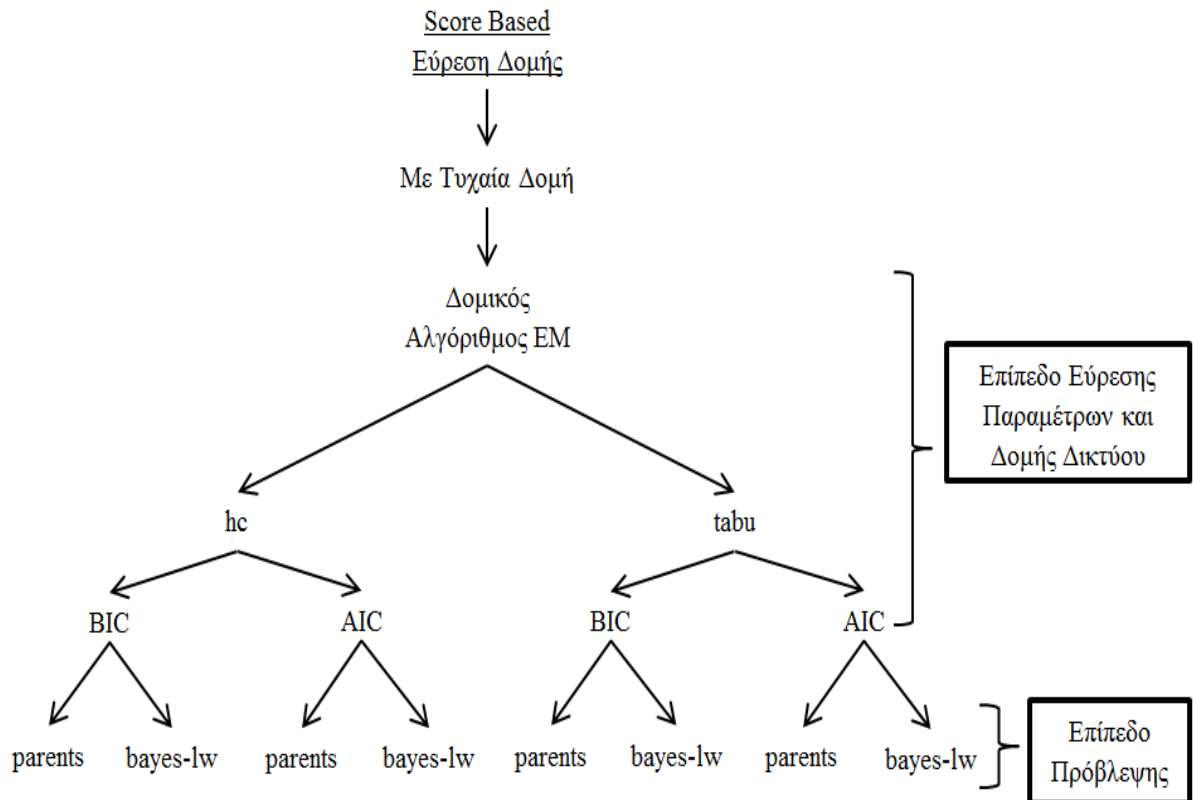 Score Based
Εύρεση Δομής
Με Τυχαία Δομή
Δομικός
Αλγόριθμος EM
Επίπεδο Εύρεσης
Παραμέτρων και
Δομής Δικτύου
hc
tabu
BIC
AIC
BIC
AIC
parents
bayes-lw
parents
bayes-lw
parents
bayes-lw
parents
bayes-lw
Επίπεδο
Πρόβλεψης